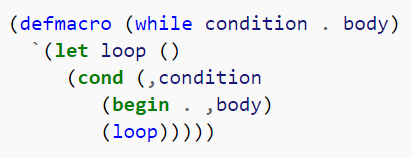 (defmacro (while condition . body)
  `(let loop ()
     (cond (,condition
        (begin . ,body)
        (loop)))))